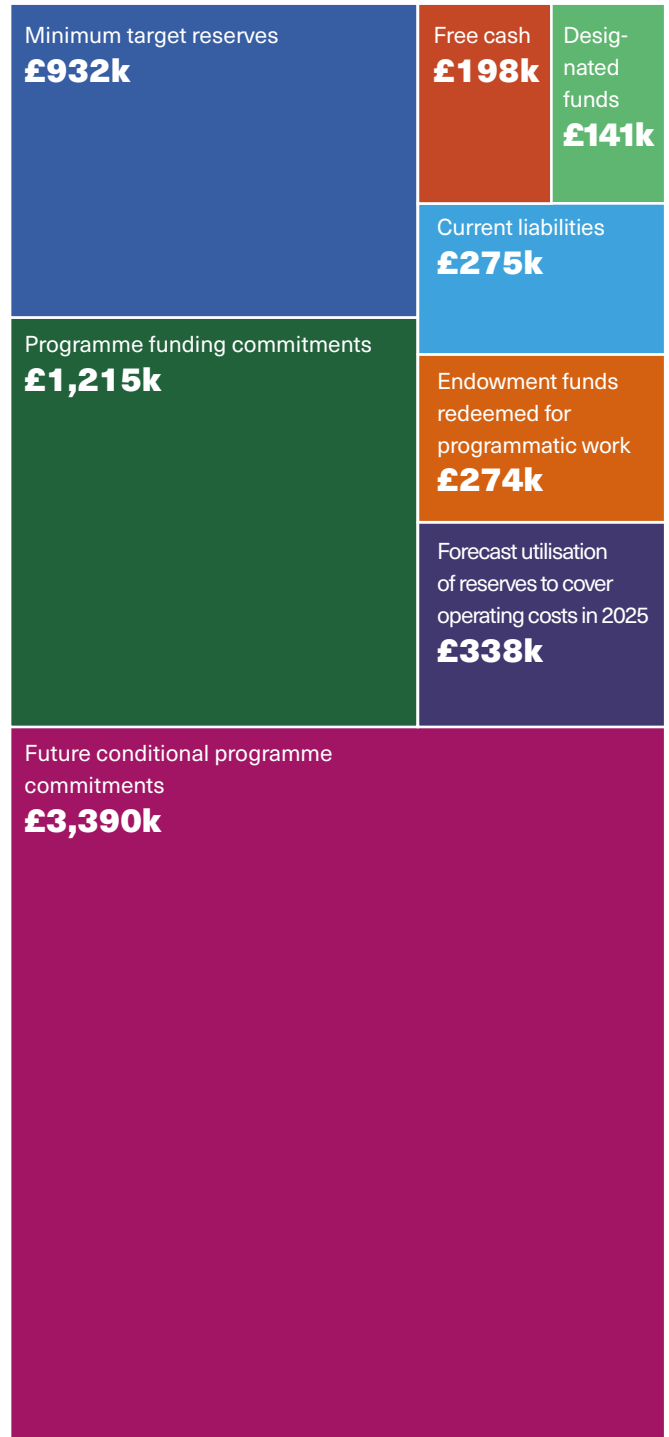 Minimum target reserves
£932k
Free cash
£198k
Desig-
nated
funds
£141k
Current liabilities
£275k
Programme funding commitments
£1,215k
Endowment funds
redeemed for
programmatic work
£274k
Forecast utilisation
of reserves to cover
operating costs in 2025
£338k
Future conditional programme
commitments
£3,390k